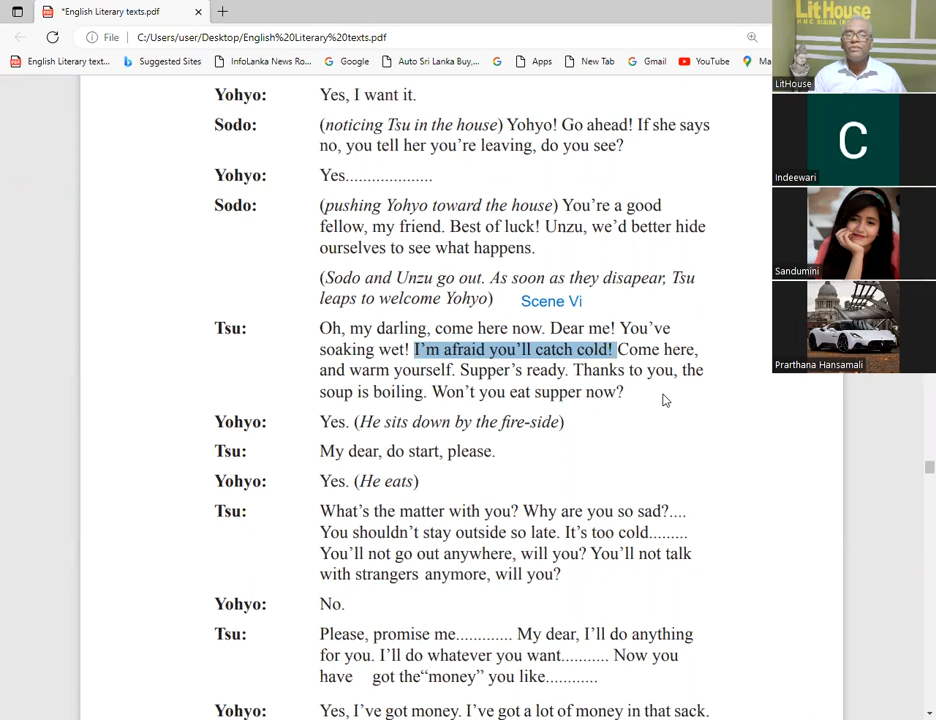 *English Literary texts.pdf
File
C:/Users/user/Desktop/English%20Literary%20texts.pdf
English Literary text...
Suggested Sites
InfoLanka News Ro...
Google
Auto Sri Lanka Buy,...
Apps
New Tab
Gmail
YouTube
Ma
Yohyo: Yes, I want it.
Sodo: (noticing Tsu in the house) Yohyo! Go ahead! If she says
no, you tell her you're leaving, do you see?
Yohyo: Yes....................
Sodo: (pushing Yohyo toward the house) You're a good
fellow, my friend. Best of luck! Unzu, we'd better hide
ourselves to see what happens.
(Sodo and Unzu go out. As soon as they disapear, Tsu
leaps to welcome Yohyo) Scene Vi
Tsu: Oh, my darling, come here now. Dear me! You've
soaking wet! I'm afraid you'll catch cold! Come here,
and warm yourself. Supper's ready. Thanks to you, the
soup is boiling. Won't you eat supper now?
Yohyo: Yes. (He sits down by the fire-side)
Tsu: My dear, do start, please.
Yohyo: Yes. (He eats)
Tsu: What's the matter with you? Why are you so sad?....
You shouldn't stay outside so late. It's too cold.........
You'll not go out anywhere, will you? You'll not talk
with strangers anymore, will you?
Yohyo: No.
Tsu: Please, promise me............. My dear, I'll do anything
for you. I'll do whatever you want........... Now you
have got the“money” you like............
Yohyo: Yes, I've got money. I've got a lot of money in that sack.
LitHouse
LitHouse
C
Indeewari
Sandumini
Prarthana Hansamali